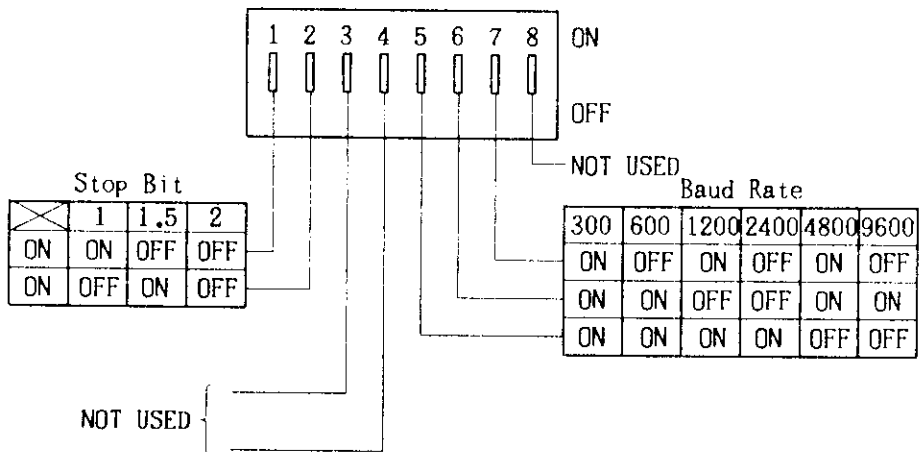 1 2 3 4 5 6 7 8 ON
OFF
NOT USED
Stop Bit
1 1.5 2
ON ON OFF OFF
ON OFF ON OFF
Baud Rate
300 600 1200 2400 4800 9600
ON OFF ON OFF ON OFF
ON ON OFF OFF ON ON
ON ON ON ON OFF OFF
NOT USED